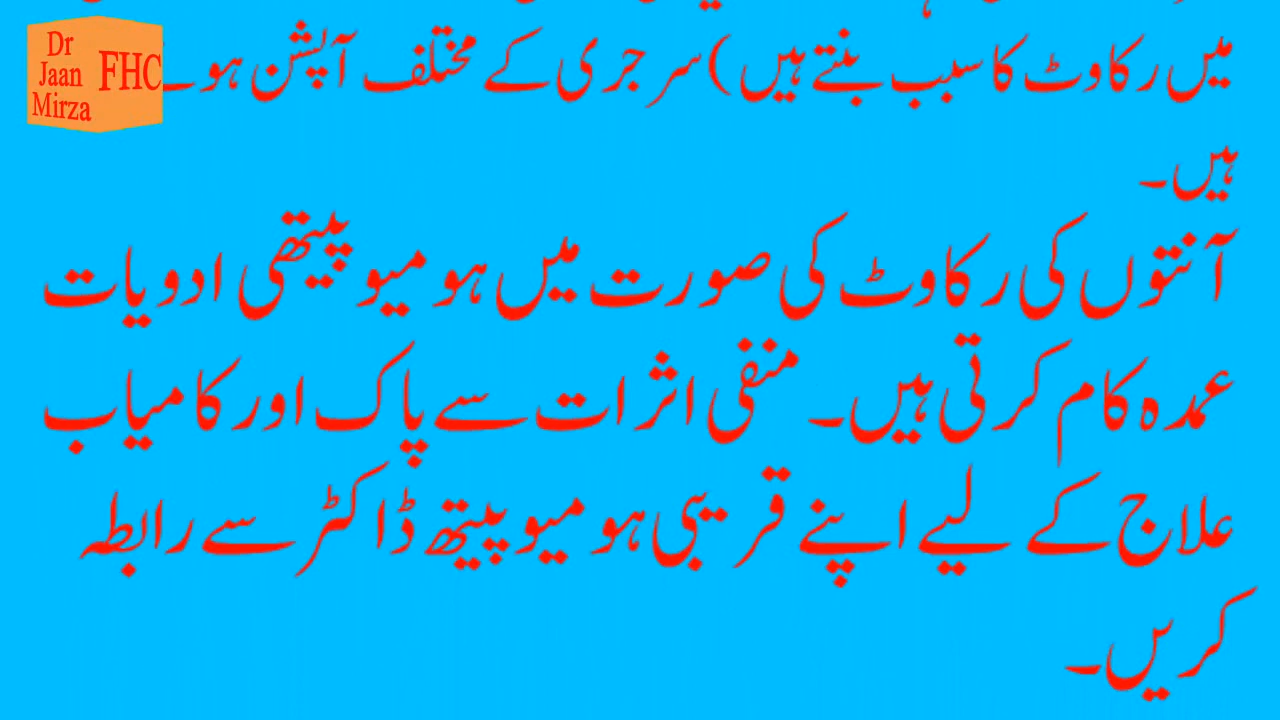 Dr
Jaan
Mirza
FHC
میں رکاوٹ کا سبب بنتے ہیں) سرجری کے مختلف آپشن
ہیں۔
آنتوں کی رکاوٹ کی صورت میں ہومیوپیتھی ادویات
عمدہ کام کرتی ہیں۔ منفی اثرات سے پاک اور کامیاب
علاج کے لیے اپنے قریبی ہومیوپیتھ ڈاکٹر سے رابطہ
کریں۔